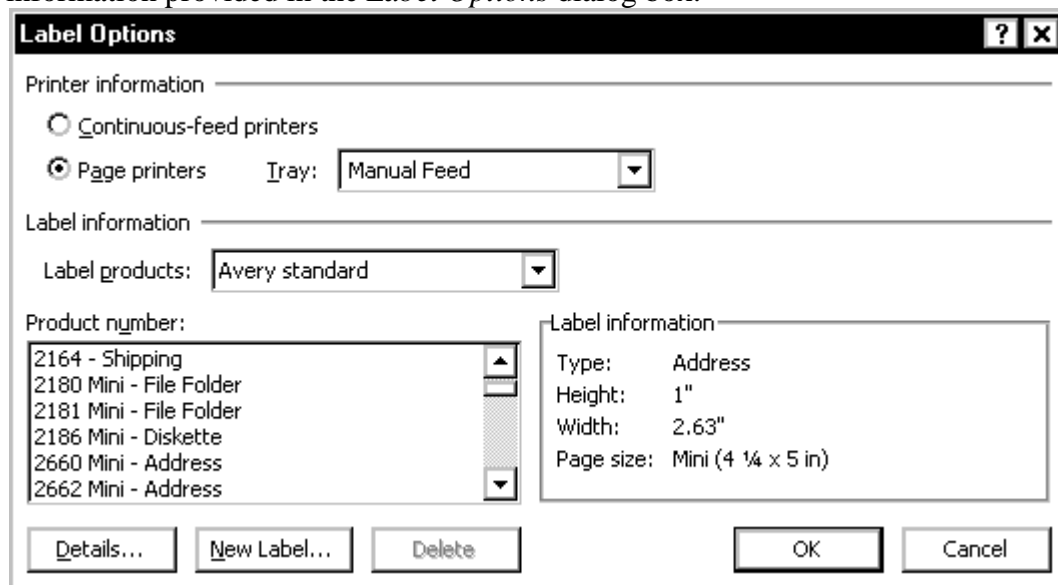 information provided in the Label Options dialog box.
Label Options
Printer information
Continuous-feed printers
Page printers Tray: Manual Feed
Label information
Label products: Avery standard
Product number:
2164 - Shipping
2180 Mini - File Folder
2181 Mini - File Folder
2186 Mini - Diskette
2660 Mini - Address
2662 Mini - Address
Label information
Type: Address
Height: 1"
Width: 2.63"
Page size: Mini (4 ¼ x 5 in)
Details... New Label... Delete OK Cancel